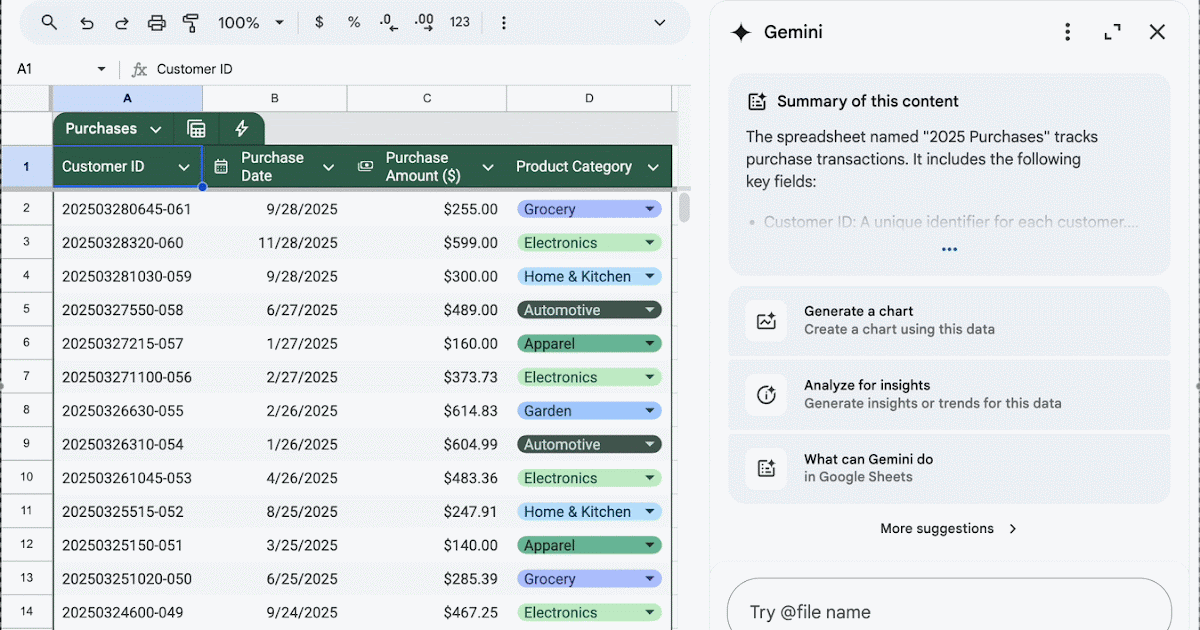 100% $ % .0 .00 123
A1 Customer ID
A B C D
Purchases
1 Customer ID Purchase Date Purchase Amount ($) Product Category
2 202503280645-061 9/28/2025 $255.00 Grocery
3 20250328320-060 11/28/2025 $599.00 Electronics
4 202503281030-059 9/28/2025 $300.00 Home & Kitchen
5 20250327550-058 6/27/2025 $489.00 Automotive
6 20250327215-057 1/27/2025 $160.00 Apparel
7 202503271100-056 2/27/2025 $373.73 Electronics
8 20250326630-055 2/26/2025 $614.83 Garden
9 20250326310-054 1/26/2025 $604.99 Automotive
10 202503261045-053 4/26/2025 $483.36 Electronics
11 20250325515-052 8/25/2025 $247.91 Home & Kitchen
12 20250325150-051 3/25/2025 $140.00 Apparel
13 202503251020-050 6/25/2025 $285.39 Grocery
14 20250324600-049 9/24/2025 $467.25 Electronics
Gemini
Summary of this content
The spreadsheet named "2025 Purchases" tracks
purchase transactions. It includes the following
key fields:
• Customer ID: A unique identifier for each customer....
Generate a chart
Create a chart using this data
Analyze for insights
Generate insights or trends for this data
What can Gemini do
in Google Sheets
More suggestions
Try @file name